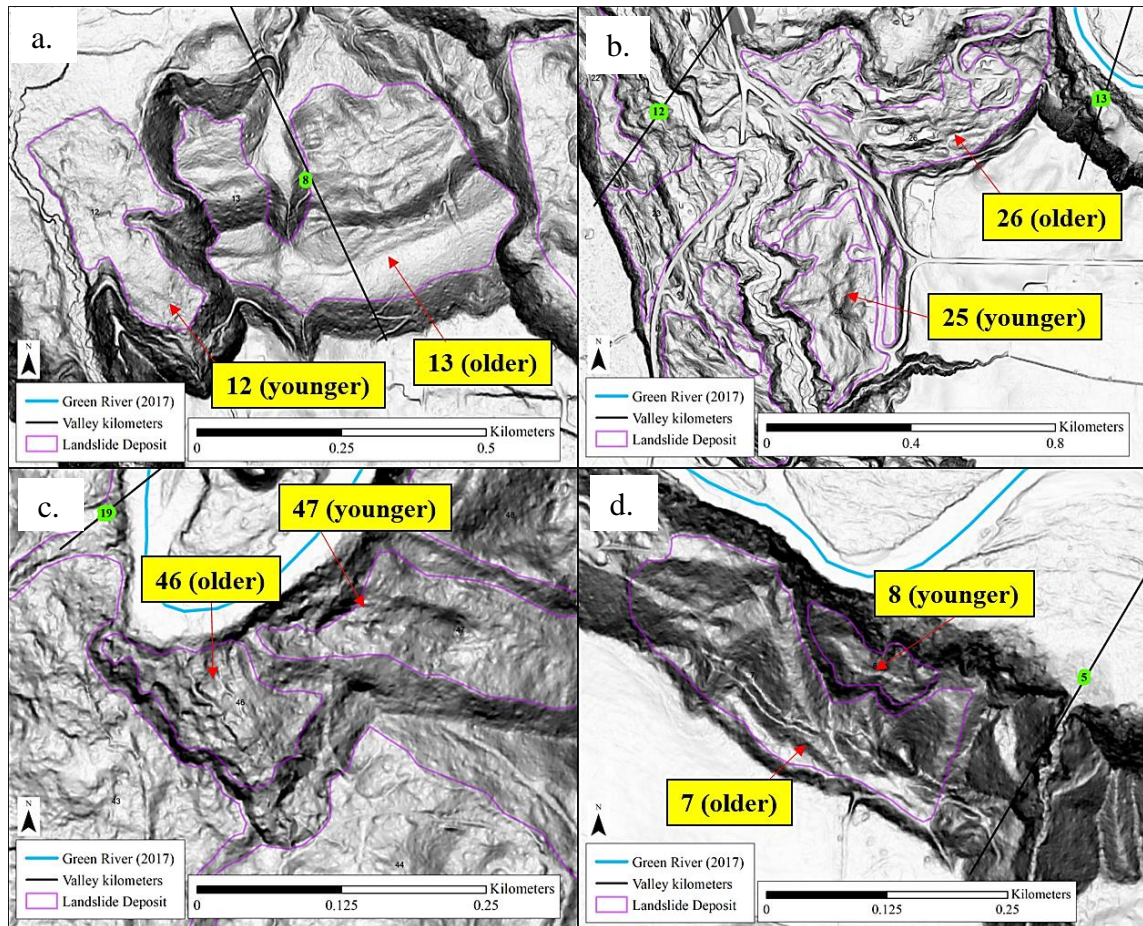 a.
12
13
8
12 (younger)
13 (older)
N
Green River (2017)
Valley kilometers
Landslide Deposit
Kilometers
0
0.25
0.5
b.
22
12
13
26
26 (older)
23
25 (younger)
N
Green River (2017)
Valley kilometers
Landslide Deposit
Kilometers
0
0.4
0.8
c.
19
47 (younger)
48
46 (older)
46
43
44
N
Green River (2017)
Valley kilometers
Landslide Deposit
Kilometers
0
0.125
0.25
d.
8 (younger)
5
7 (older)
N
Green River (2017)
Valley kilometers
Landslide Deposit
Kilometers
0
0.125
0.25